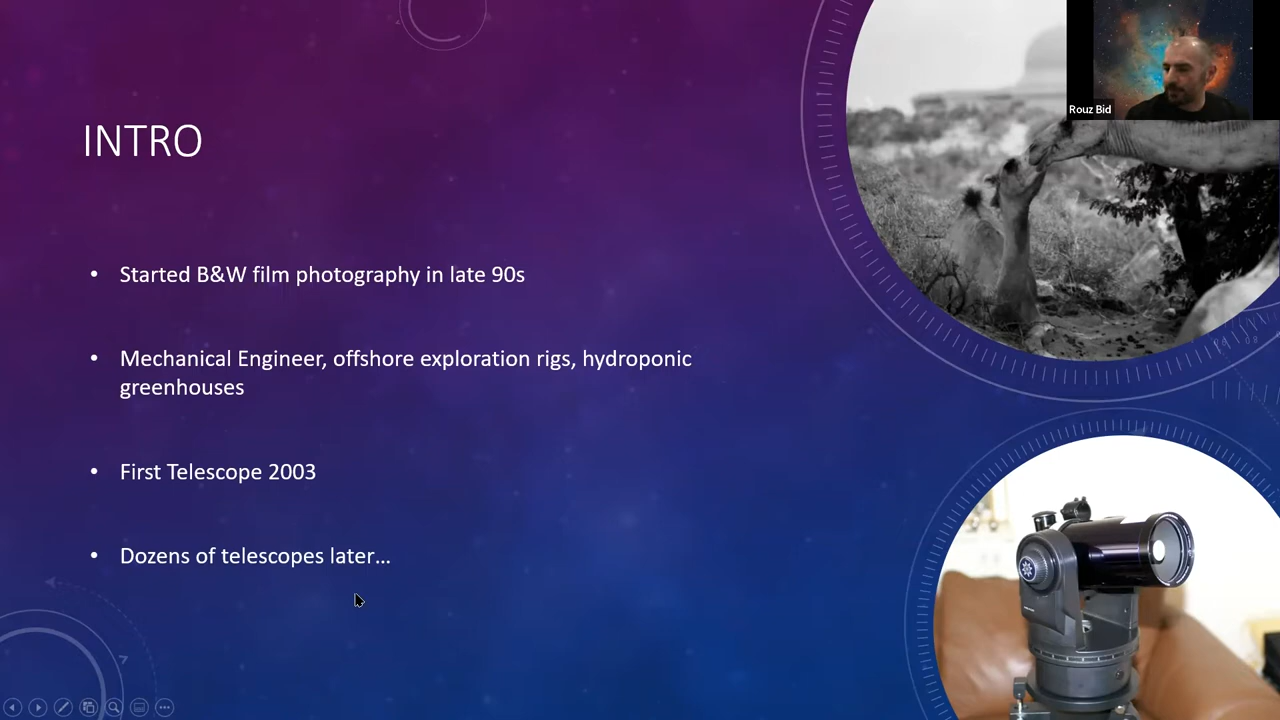 INTRO
• Started B&W film photography in late 90s
• Mechanical Engineer, offshore exploration rigs, hydroponic
greenhouses
• First Telescope 2003
• Dozens of telescopes later...
Rouz Bid